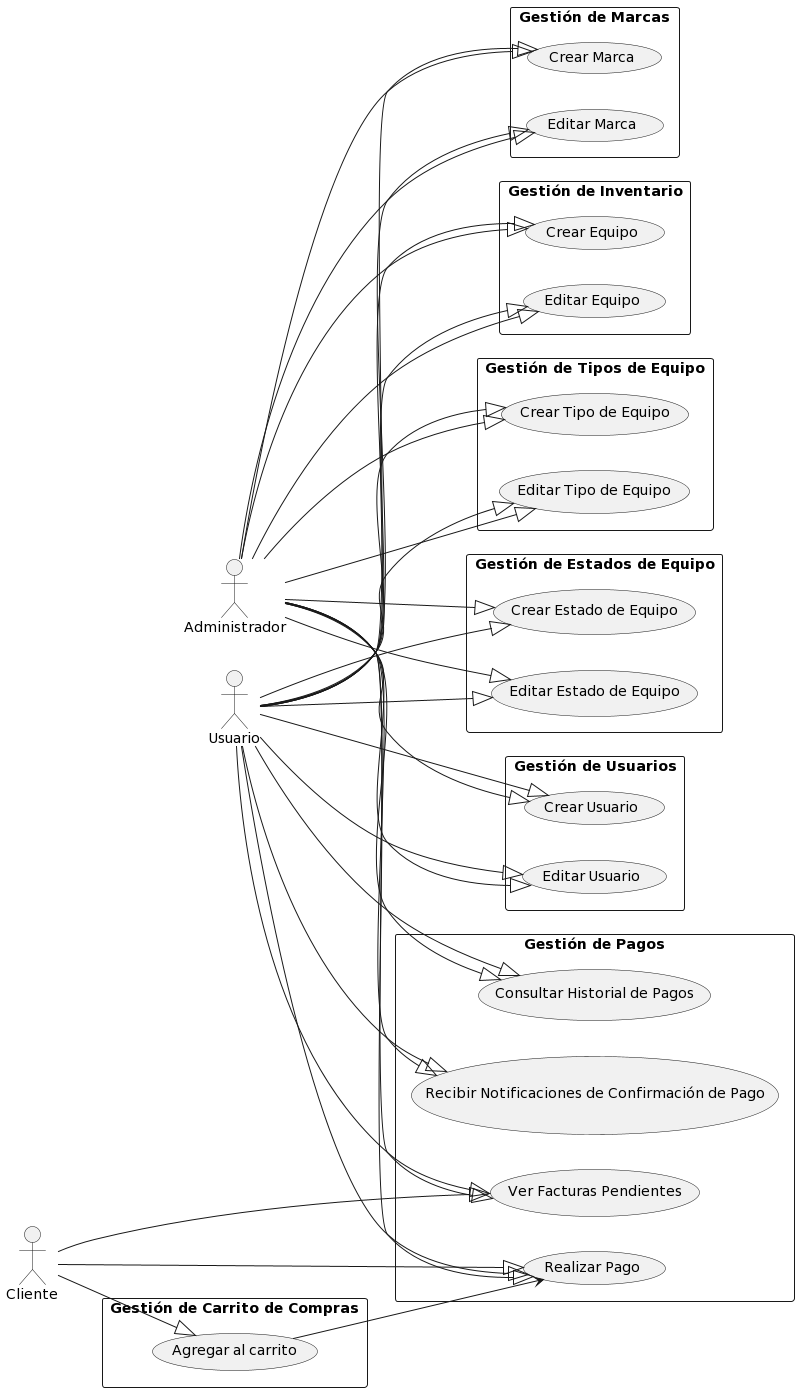 Gestión de Marcas
Crear Marca
Editar Marca
Gestión de Inventario
Crear Equipo
Editar Equipo
Gestión de Tipos de Equipo
Crear Tipo de Equipo
Editar Tipo de Equipo
Gestión de Estados de Equipo
Crear Estado de Equipo
Editar Estado de Equipo
Administrador
Usuario
Gestión de Usuarios
Crear Usuario
Editar Usuario
Gestión de Pagos
Consultar Historial de Pagos
Recibir Notificaciones de Confirmación de Pago
Ver Facturas Pendientes
Realizar Pago
Cliente
Gestión de Carrito de Compras
Agregar al carrito